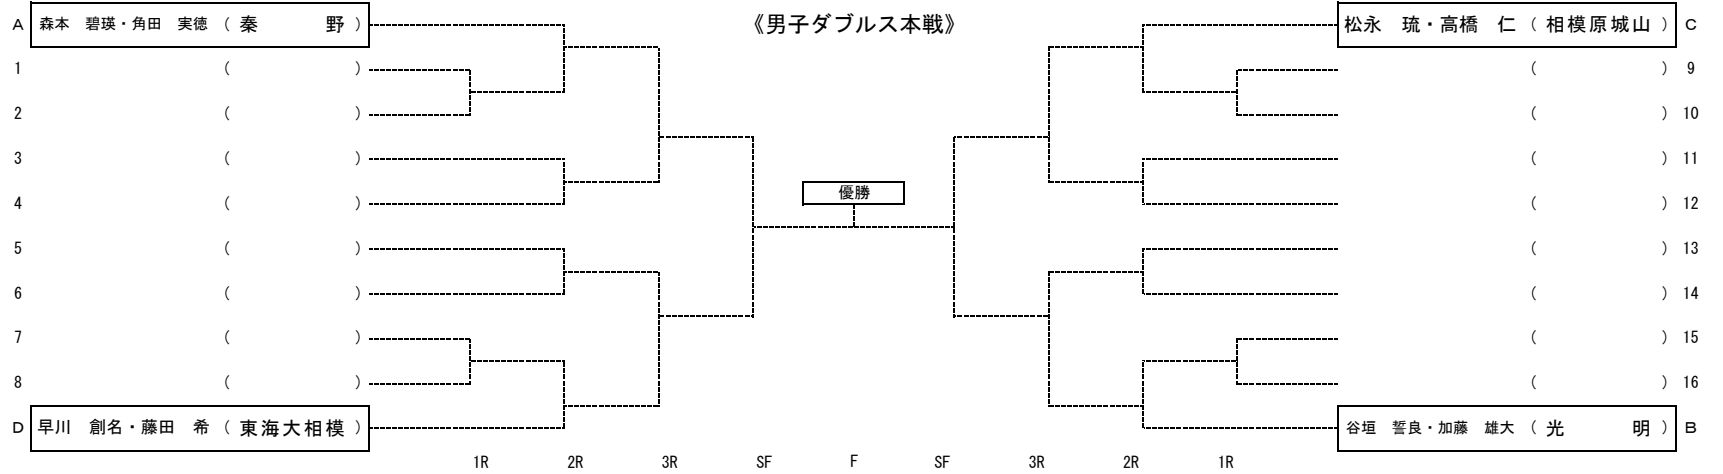 《男子ダブルス本戦》
A 森本 碧瑛・角田 実徳 （ 秦 野 ）
1 （ ）
2 （ ）
3 （ ）
4 （ ）
5 （ ）
6 （ ）
7 （ ）
8 （ ）
D 早川 創名・藤田 希 （ 東海大相模 ）
優勝
松永 琉・高橋 仁 （ 相模原城山 ） C
（ ） 9
（ ） 10
（ ） 11
（ ） 12
（ ） 13
（ ） 14
（ ） 15
（ ） 16
谷垣 誓良・加藤 雄大 （ 光 明 ） B
1R 2R 3R SF F SF 3R 2R 1R